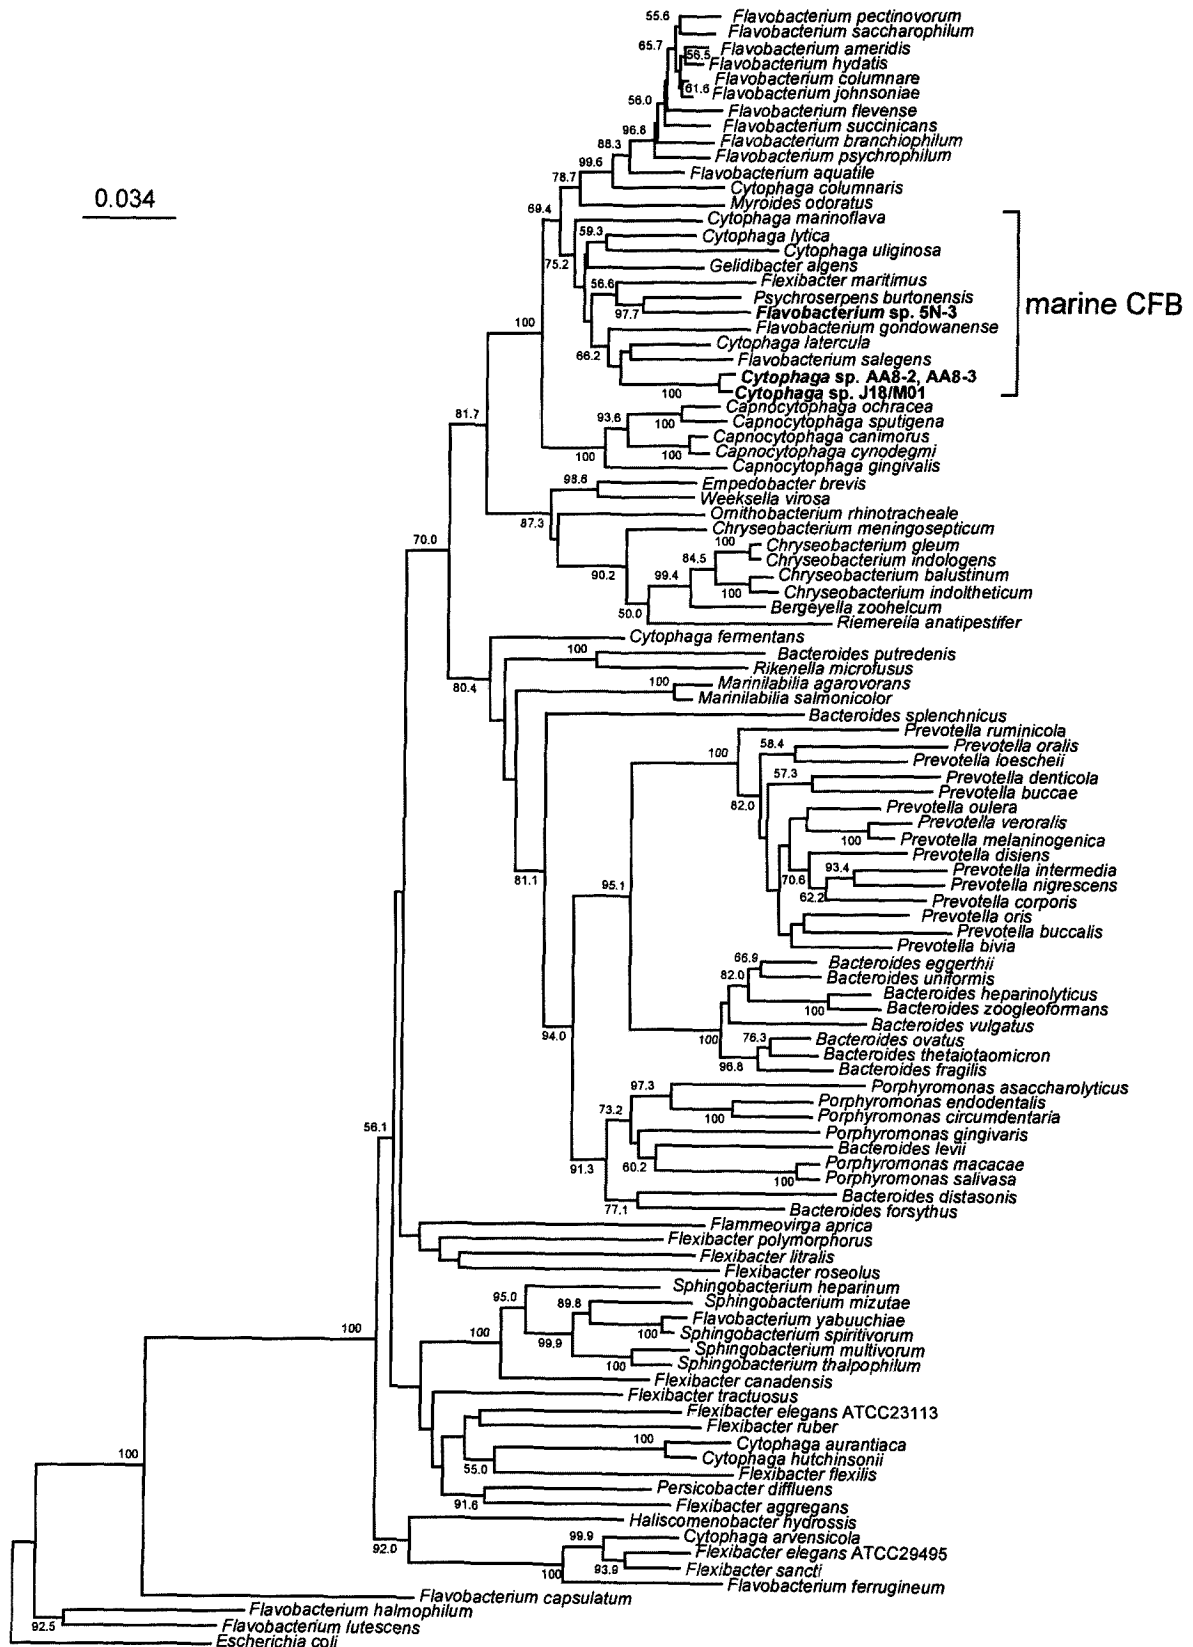 55.6
Flavobacterium pectinovorum
Flavobacterium saccharophilum
65.7
Flavobacterium ameridis
56.5
Flavobacterium hydatis
Flavobacterium columnare
61.6
Flavobacterium johnsoniae
56.0
Flavobacterium flevense
Flavobacterium succinicans
96.8
Flavobacterium branchiophilum
88.3
Flavobacterium psychrophilum
99.6
Flavobacterium aquatile
78.7
Cytophaga columnaris
0.034
Myroides odoratus
69.4
Cytophaga marinoflava
59.3
Cytophaga lytica
Cytophaga uliginosa
75.2
Gelidibacter algens
56.6
Flexibacter maritimus
Psychroserpens burtonensis
marine CFB
97.7
Flavobacterium sp. 5N-3
100
Flavobacterium gondowanense
Cytophaga latercula
66.2
Flavobacterium salegens
Cytophaga sp. AA8-2, AA8-3
100
Cytophaga sp. J18/M01
Capnocytophaga ochracea
81.7
93.6
100
Capnocytophaga sputigena
Capnocytophaga canimorus
100
Capnocytophaga cynodegmi
100
Capnocytophaga gingivalis
98.6
Empedobacter brevis
Weeksella virosa
Ornithobacterium rhinotracheale
87.3
Chryseobacterium meningosepticum
70.0
100
Chryseobacterium gleum
84.5
Chryseobacterium indologens
90.2
99.4
Chryseobacterium balustinum
100
Chryseobacterium indoltheticum
50.0
Bergeyella zoohelcum
Riemerella anatipestifer
Cytophaga fermentans
100
Bacteroides putredenis
Rikenella microfusus
80.4
100
Marinilabilia agarovorans
Marinilabilia salmonicolor
Bacteroides splenchnicus
Prevotella ruminicola
100
58.4
Prevotella oralis
Prevotella loescheii
57.3
Prevotella denticola
Prevotella buccae
82.0
Prevotella oulera
Prevotella veroralis
100
Prevotella melaninogenica
Prevotella disiens
81.1
95.1
70.6
93.4
Prevotella intermedia
Prevotella nigrescens
62.2
Prevotella corporis
Prevotella oris
Prevotella buccalis
Prevotella bivia
66.9
Bacteroides eggerthii
82.0
Bacteroides uniformis
Bacteroides heparinolyticus
100
Bacteroides zoogleoformans
Bacteroides vulgatus
94.0
100
76.3
Bacteroides ovatus
Bacteroides thetaiotaomicron
96.8
Bacteroides fragilis
97.3
Porphyromonas asaccharolyticus
Porphyromonas endodentalis
73.2
100
Porphyromonas circumdentaria
56.1
Porphyromonas gingivaris
Bacteroides levii
91.3
60.2
Porphyromonas macacae
100
Porphyromonas salivasa
Bacteroides distasonis
77.1
Bacteroides forsythus
Flammeovirga aprica
Flexibacter polymorphorus
Flexibacter litralis
Flexibacter roseolus
Sphingobacterium heparinum
95.0
89.8
Sphingobacterium mizutae
Flavobacterium yabuuchiae
100
100
99.9
100
Sphingobacterium spiritivorum
Sphingobacterium multivorum
100
Sphingobacterium thalpophilum
Flexibacter canadensis
Flexibacter tractuosus
Flexibacter elegans ATCC23113
Flexibacter ruber
100
Cytophaga aurantiaca
Cytophaga hutchinsonii
100
55.0
Flexibacter flexilis
Persicobacter diffluens
91.6
Flexibacter aggregans
Haliscomenobacter hydrossis
99.9
Cytophaga arvensicola
92.0
Flexibacter elegans ATCC29495
93.9
Flexibacter sancti
100
Flavobacterium ferrugineum
Flavobacterium capsulatum
Flavobacterium halmophilum
92.5
Flavobacterium lutescens
Escherichia coli